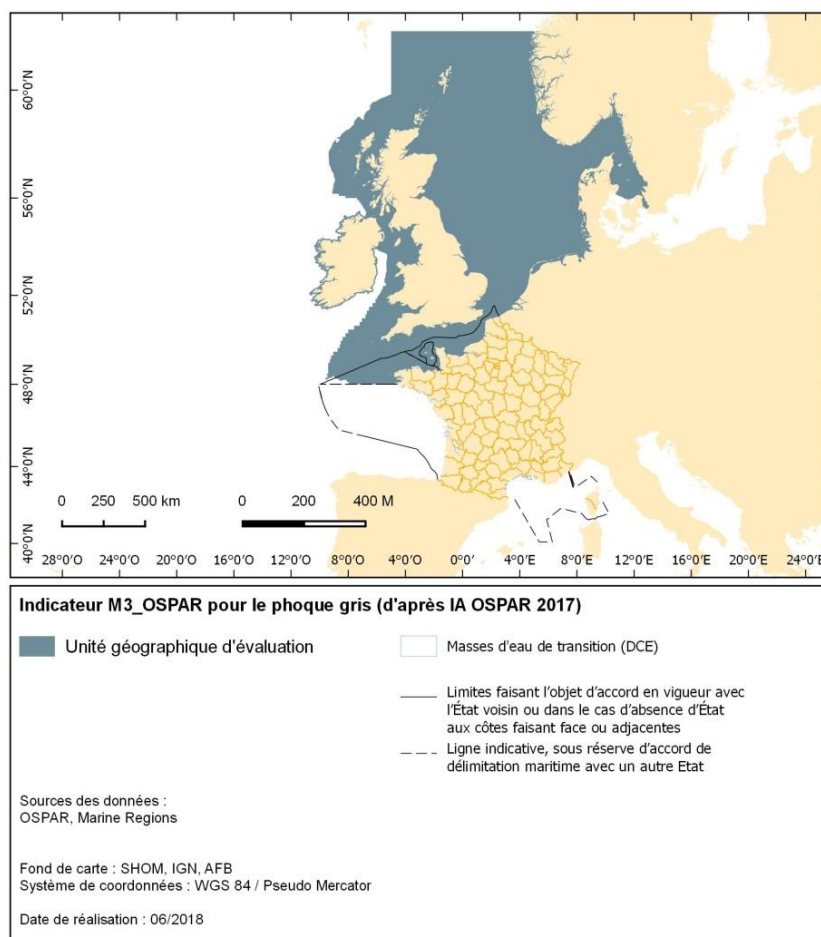 60°0'N
56°0'N
52°0'N
48°0'N
44°0'N
40°0'N
0 250 500 km
0 200 400 M
28°0'O 24°0'O 20°0'O 16°0'O 12°0'O 8°0'O 4°0'O 0°0' 4°0'E 8°0'E 12°0'E 16°0'E 20°0'E 24°0'E
Indicateur M3_OSPAR pour le phoque gris (d'après IA OSPAR 2017)
Unité géographique d'évaluation
Masses d'eau de transition (DCE)
Limites faisant l'objet d'accord en vigueur avec
l'État voisin ou dans le cas d'absence d'État
aux côtes faisant face ou adjacentes
Ligne indicative, sous réserve d'accord de
délimitation maritime avec un autre Etat
Sources des données :
OSPAR, Marine Regions
Fond de carte : SHOM, IGN, AFB
Système de coordonnées : WGS 84 / Pseudo Mercator
Date de réalisation : 06/2018